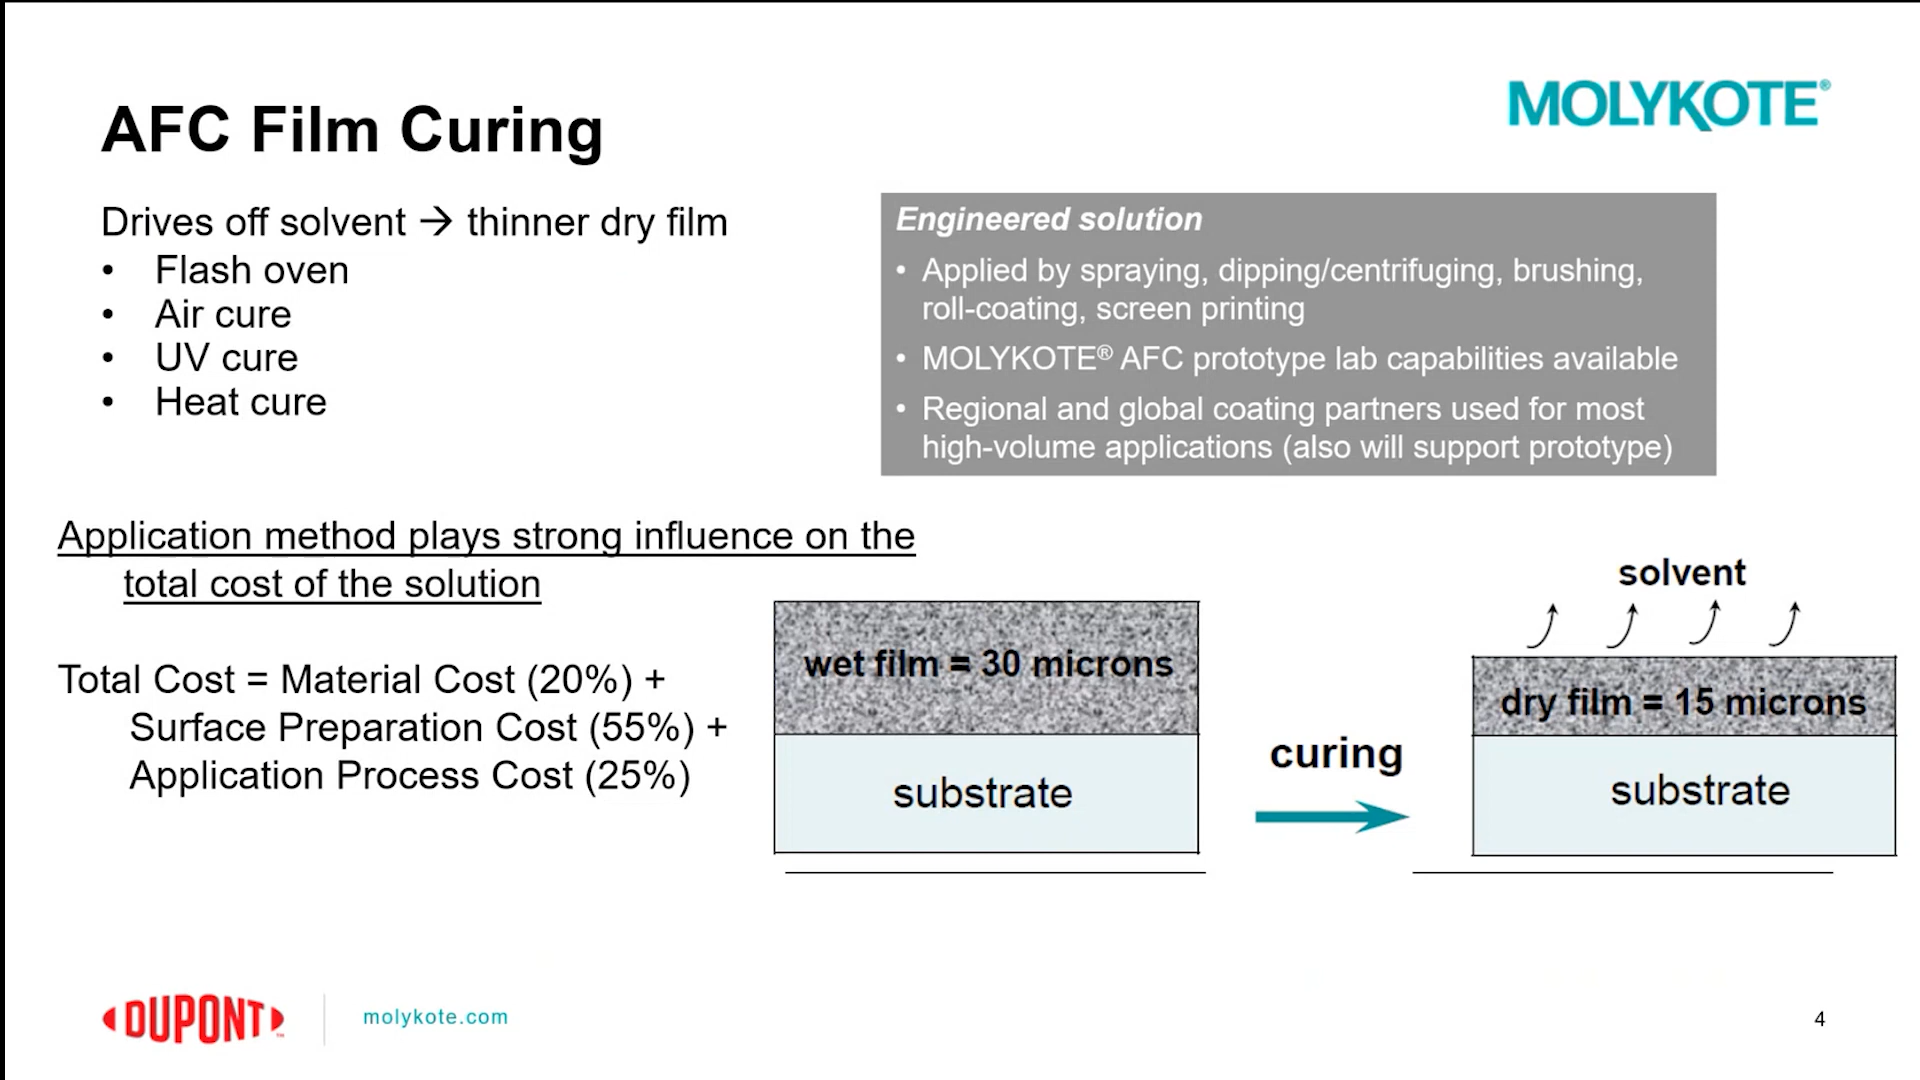 MOLYKOTE®
AFC Film Curing
Drives off solvent → thinner dry film
• Flash oven
• Air cure
• UV cure
• Heat cure
Engineered solution
• Applied by spraying, dipping/centrifuging, brushing,
roll-coating, screen printing
• MOLYKOTE® AFC prototype lab capabilities available
• Regional and global coating partners used for most
high-volume applications (also will support prototype)
Application method plays strong influence on the
total cost of the solution
Total Cost = Material Cost (20%) +
Surface Preparation Cost (55%) +
Application Process Cost (25%)
wet film = 30 microns
substrate
curing
solvent
dry film = 15 microns
substrate
DUPONT™
molykote.com
4